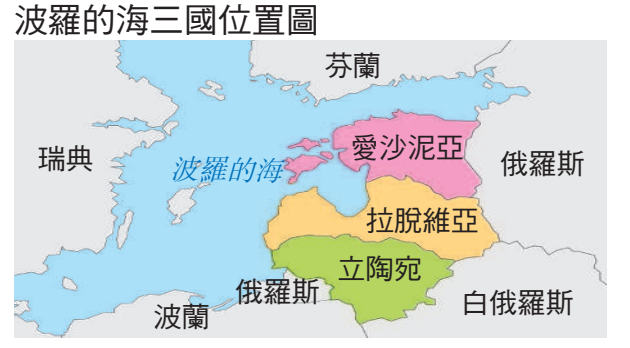 波羅的海三國位置圖
芬蘭
瑞典
波羅的海
愛沙泥亞
俄羅斯
拉脫維亞
立陶宛
俄羅斯
白俄羅斯
波蘭